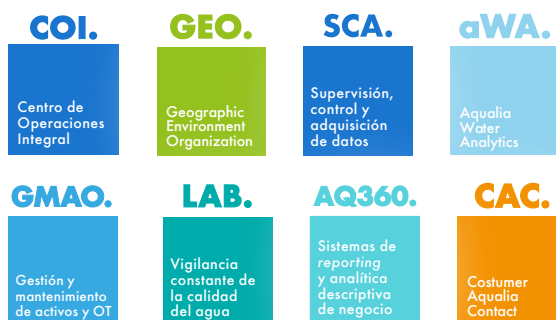 COI.
Centro de
Operaciones
Integral
GEO.
Geographic
Environment
Organization
SCA.
Supervisión,
control y
adquisición
de datos
aWA.
Aqualia
Water
Analytics
GMAO.
Gestión y
mantenimiento
de activos y OT
LAB.
Vigilancia
constante de
la calidad
del agua
AQ360.
Sistemas de
reporting
y analítica
descriptiva
de negocio
CAC.
Costumer
Aqualia
Contact